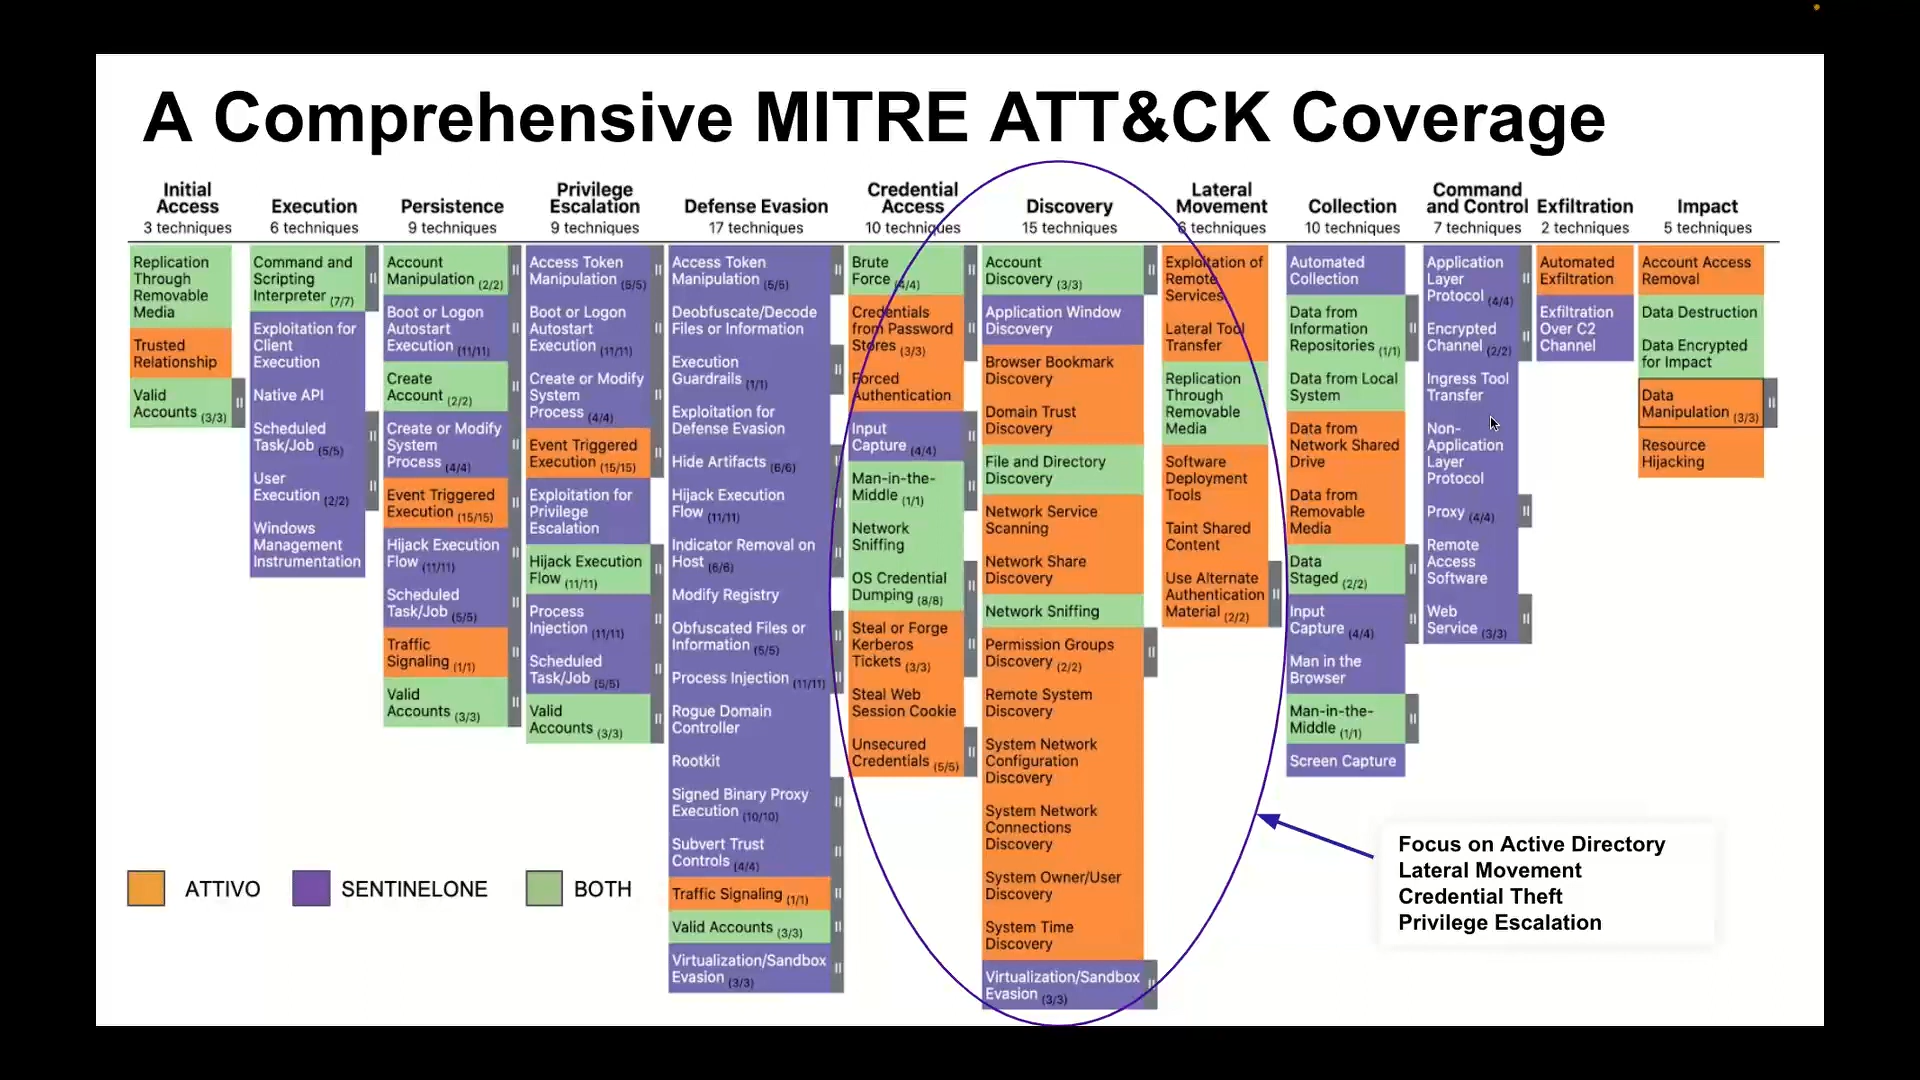 A Comprehensive MITRE ATT&CK Coverage
Initial
Access
3 techniques
Replication
Through
Removable
Media
Trusted
Relationship
Valid
Accounts (3/3)
Execution
6 techniques
Command and
Scripting
Interpreter (7/7)
Exploitation for
Client
Execution
Native API
Scheduled
Task/Job (5/5)
User
Execution (2/2)
Windows
Management
Instrumentation
Persistence
9 techniques
Account
Manipulation (2/2)
Boot or Logon
Autostart
Execution (11/11)
Create
Account (2/2)
Create or Modify
System
Process (4/4)
Event Triggered
Execution (15/15)
Hijack Execution
Flow (11/11)
Scheduled
Task/Job (5/5)
Traffic
Signaling (1/1)
Valid
Accounts (3/3)
Privilege
Escalation
9 techniques
Access Token
Manipulation (5/5)
Boot or Logon
Autostart
Execution (11/11)
Create or Modify
System
Process (4/4)
Event Triggered
Execution (15/15)
Exploitation for
Privilege
Escalation
Hijack Execution
Flow (11/11)
Process
Injection (11/11)
Scheduled
Task/Job (5/5)
Valid
Accounts (3/3)
Defense Evasion
17 techniques
Access Token
Manipulation (5/5)
Deobfuscate/Decode
Files or Information
Execution
Guardrails (1/1)
Exploitation for
Defense Evasion
Hide Artifacts (6/6)
Hijack Execution
Flow (11/11)
Indicator Removal on
Host (6/6)
Modify Registry
Obfuscated Files or
Information (5/5)
Process Injection (11/11)
Rogue Domain
Controller
Rootkit
Signed Binary Proxy
Execution (10/10)
Subvert Trust
Controls (4/4)
Traffic Signaling (1/1)
Valid Accounts (3/3)
Virtualization/Sandbox
Evasion (3/3)
Credential
Access
10 techniques
Brute
Force (4/4)
Credentials
from Password
Stores (3/3)
Forced
Authentication
Input
Capture (4/4)
Man-in-the-
Middle (1/1)
Network
Sniffing
OS Credential
Dumping (8/8)
Steal or Forge
Kerberos
Tickets (3/3)
Steal Web
Session Cookie
Unsecured
Credentials (5/5)
Discovery
15 techniques
Account
Discovery (3/3)
Application Window
Discovery
Browser Bookmark
Discovery
Domain Trust
Discovery
File and Directory
Discovery
Network Service
Scanning
Network Share
Discovery
Network Sniffing
Permission Groups
Discovery (2/2)
Remote System
Discovery
System Network
Configuration
Discovery
System Network
Connections
Discovery
System Owner/User
Discovery
System Time
Discovery
Virtualization/Sandbox
Evasion (3/3)
Lateral
Movement
6 techniques
Exploitation of
Remote
Services
Lateral Tool
Transfer
Replication
Through
Removable
Media
Software
Deployment
Tools
Taint Shared
Content
Use Alternate
Authentication
Material (2/2)
Collection
10 techniques
Automated
Collection
Data from
Information
Repositories (1/1)
Data from Local
System
Data from
Network Shared
Drive
Data from
Removable
Media
Data
Staged (2/2)
Input
Capture (4/4)
Man in the
Browser
Man-in-the-
Middle (1/1)
Screen Capture
Command
and Control
7 techniques
Application
Layer
Protocol (4/4)
Encrypted
Channel (2/2)
Ingress Tool
Transfer
Non-
Application
Layer
Protocol
Proxy (4/4)
Remote
Access
Software
Web
Service (3/3)
Exfiltration
2 techniques
Automated
Exfiltration
Exfiltration
Over C2
Channel
Impact
5 techniques
Account Access
Removal
Data Destruction
Data Encrypted
for Impact
Data
Manipulation (3/3)
Resource
Hijacking
ATTIVO
SENTINELONE
BOTH
Focus on Active Directory
Lateral Movement
Credential Theft
Privilege Escalation